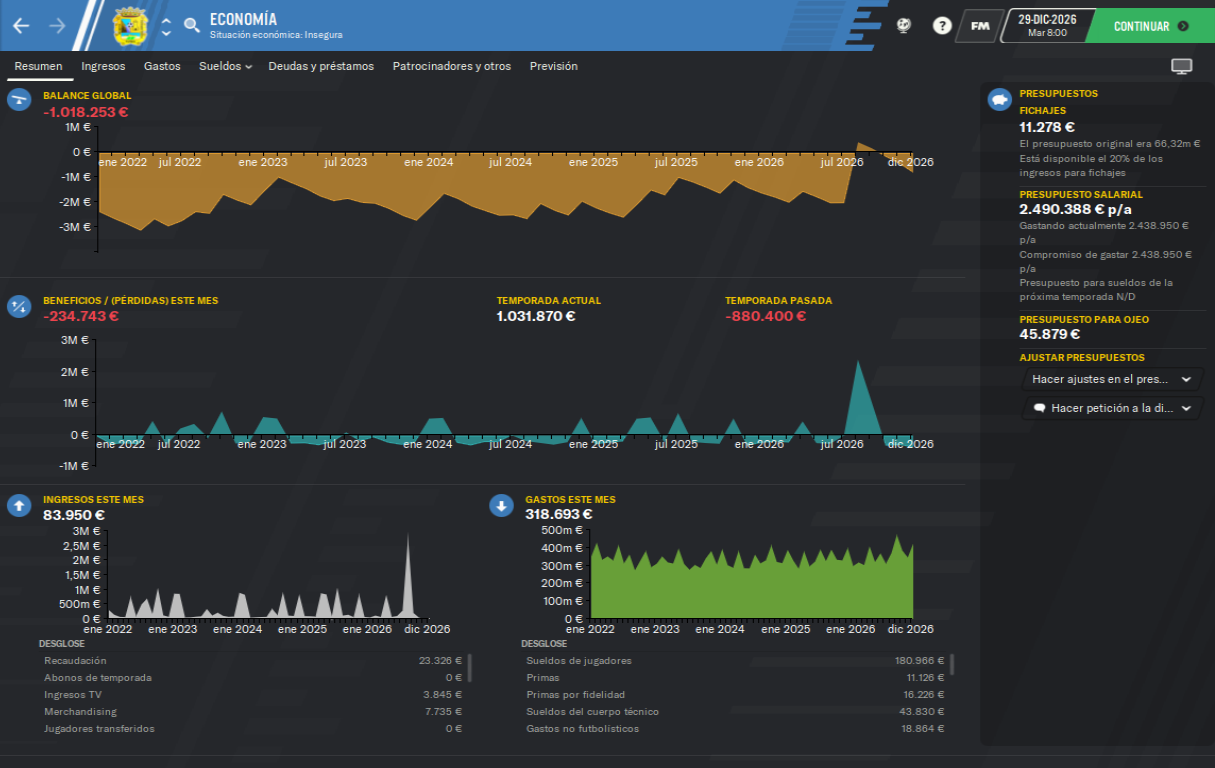 ECONOMÍA
Situación económica: Insegura
?
FM
29-DIC-2026
Mar 8:00
CONTINUAR
Resumen
Ingresos
Gastos
Sueldos
Deudas y préstamos
Patrocinadores y otros
Previsión
BALANCE GLOBAL
-1.018.253 €
1M €
0 €
-1M €
-2M €
-3M €
ene 2022
jul 2022
ene 2023
jul 2023
ene 2024
jul 2024
ene 2025
jul 2025
ene 2026
jul 2026
dic 2026
BENEFICIOS / (PÉRDIDAS) ESTE MES
-234.743 €
TEMPORADA ACTUAL
1.031.870 €
TEMPORADA PASADA
-880.400 €
3M €
2M €
1M €
0 €
-1M €
ene 2022
jul 2022
ene 2023
jul 2023
ene 2024
jul 2024
ene 2025
jul 2025
ene 2026
jul 2026
dic 2026
INGRESOS ESTE MES
83.950 €
3M €
2,5M €
2M €
1,5M €
1M €
500m €
0 €
ene 2022
ene 2023
ene 2024
ene 2025
ene 2026
dic 2026
DESGLOSE
Recaudación 23.326 €
Abonos de temporada 0 €
Ingresos TV 3.845 €
Merchandising 7.735 €
Jugadores transferidos 0 €
GASTOS ESTE MES
318.693 €
500m €
400m €
300m €
200m €
100m €
0 €
ene 2022
ene 2023
ene 2024
ene 2025
ene 2026
dic 2026
DESGLOSE
Sueldos de jugadores 180.966 €
Primas 11.126 €
Primas por fidelidad 16.226 €
Sueldos del cuerpo técnico 43.830 €
Gastos no futbolísticos 18.864 €
PRESUPUESTOS
FICHAJES
11.278 €
El presupuesto original era 66,32m €
Está disponible el 20% de los
ingresos para fichajes
PRESUPUESTO SALARIAL
2.490.388 € p/a
Gastando actualmente 2.438.950 €
p/a
Compromiso de gastar 2.438.950 €
p/a
Presupuesto para sueldos de la
próxima temporada N/D
PRESUPUESTO PARA OJEO
45.879 €
AJUSTAR PRESUPUESTOS
Hacer ajustes en el pres...
Hacer petición a la di...